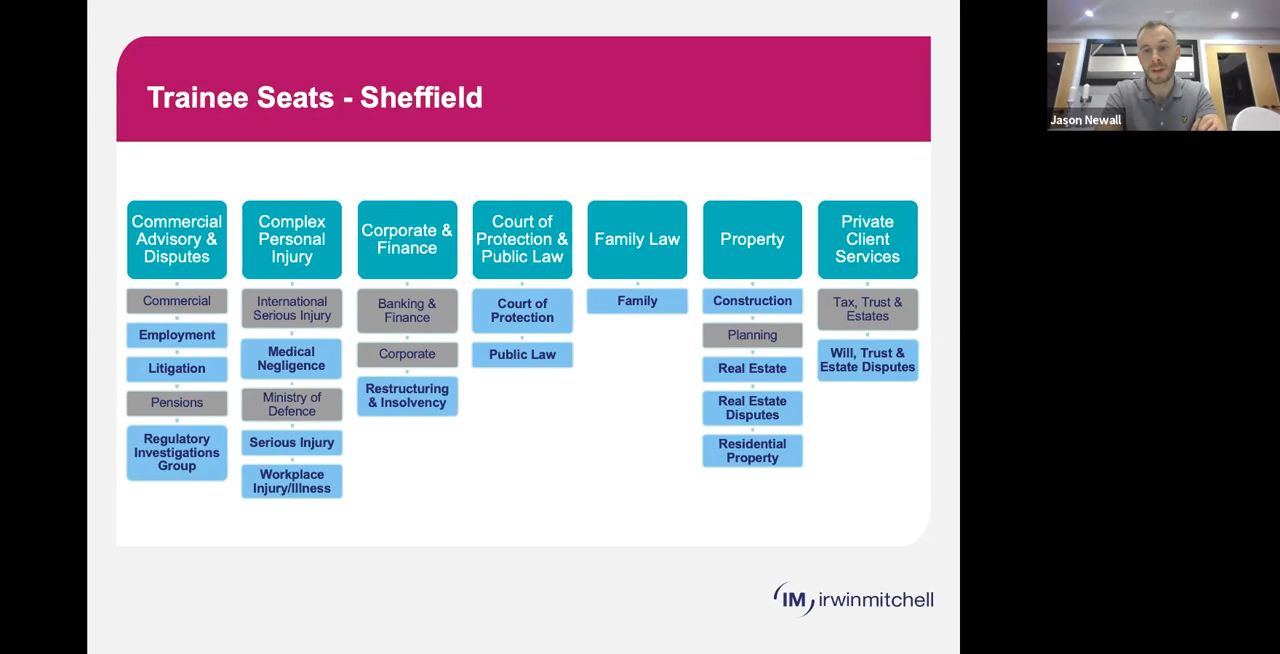 Trainee Seats - Sheffield
Commercial
Advisory &
Disputes
Commercial
Employment
Litigation
Pensions
Regulatory
Investigations
Group
Complex
Personal
Injury
International
Serious Injury
Medical
Negligence
Ministry of
Defence
Serious Injury
Workplace
Injury/Illness
Corporate &
Finance
Banking &
Finance
Corporate
Restructuring
& Insolvency
Court of
Protection &
Public Law
Court of
Protection
Public Law
Family Law
Family
Property
Construction
Planning
Real Estate
Real Estate
Disputes
Residential
Property
Private
Client
Services
Tax, Trust &
Estates
Will, Trust &
Estate Disputes
IM irwinmitchell
Jason Newall